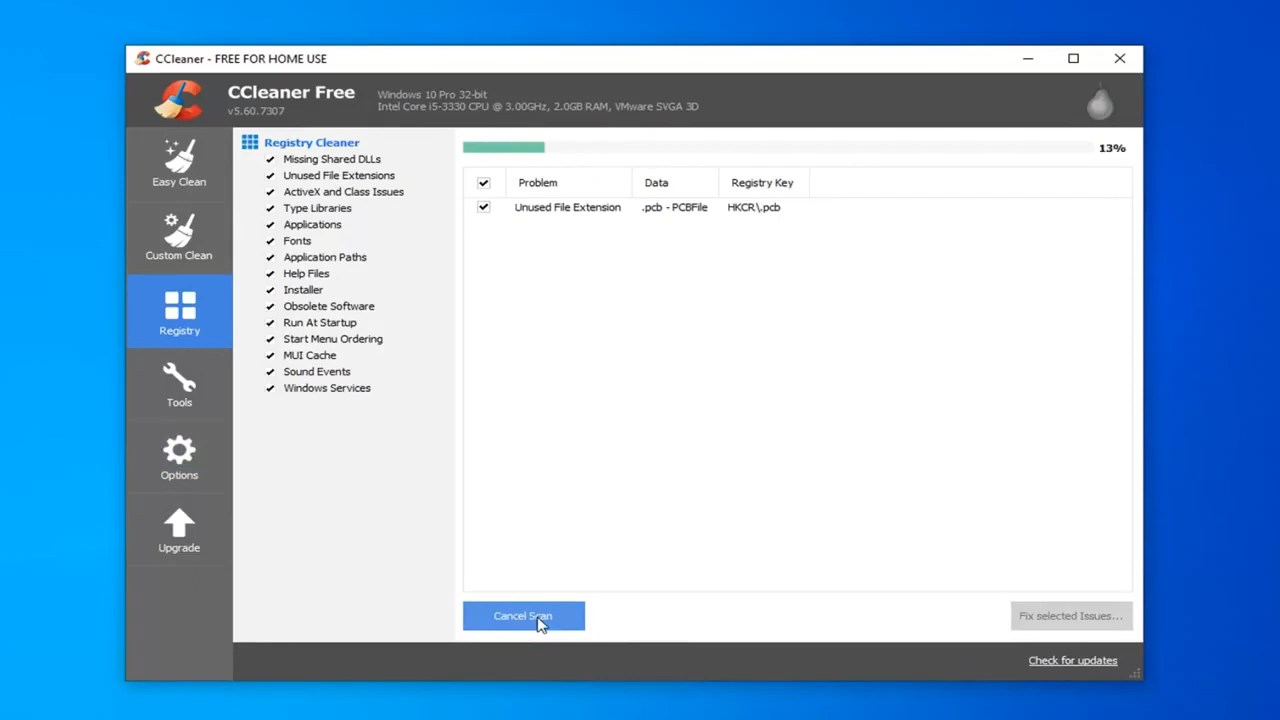 CCleaner - FREE FOR HOME USE
CCleaner Free
v5.60.7307
Windows 10 Pro 32-bit
Intel Core i5-3330 CPU @ 3.00GHz, 2.0GB RAM, VMware SVGA 3D
Easy Clean
Custom Clean
Registry
Tools
Options
Upgrade
Registry Cleaner
Missing Shared DLLs
Unused File Extensions
ActiveX and Class Issues
Type Libraries
Applications
Fonts
Application Paths
Help Files
Installer
Obsolete Software
Run At Startup
Start Menu Ordering
MUI Cache
Sound Events
Windows Services
13%
Problem Data Registry Key
Unused File Extension .pcb - PCBFile HKCR\.pcb
Cancel Scan
Fix selected Issues...
Check for updates